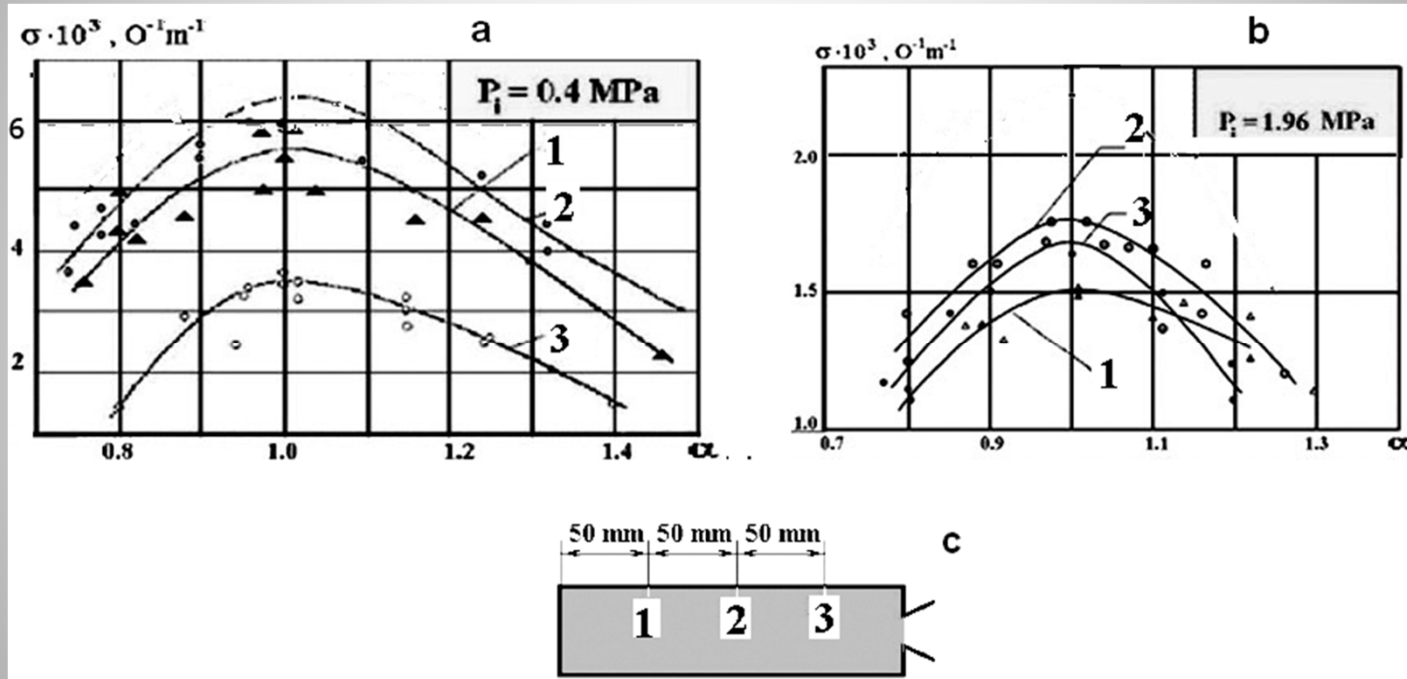 a
σ·10³ , O⁻¹m⁻¹
P_i = 0.4 MPa
6
4
2
1
2
3
0.8 1.0 1.2 1.4 α
b
σ·10³ , O⁻¹m⁻¹
P_i = 1.96 MPa
2.0
1.5
1.0
2
3
1
0.7 0.9 1.1 1.3 α
c
50 mm 50 mm 50 mm
1 2 3